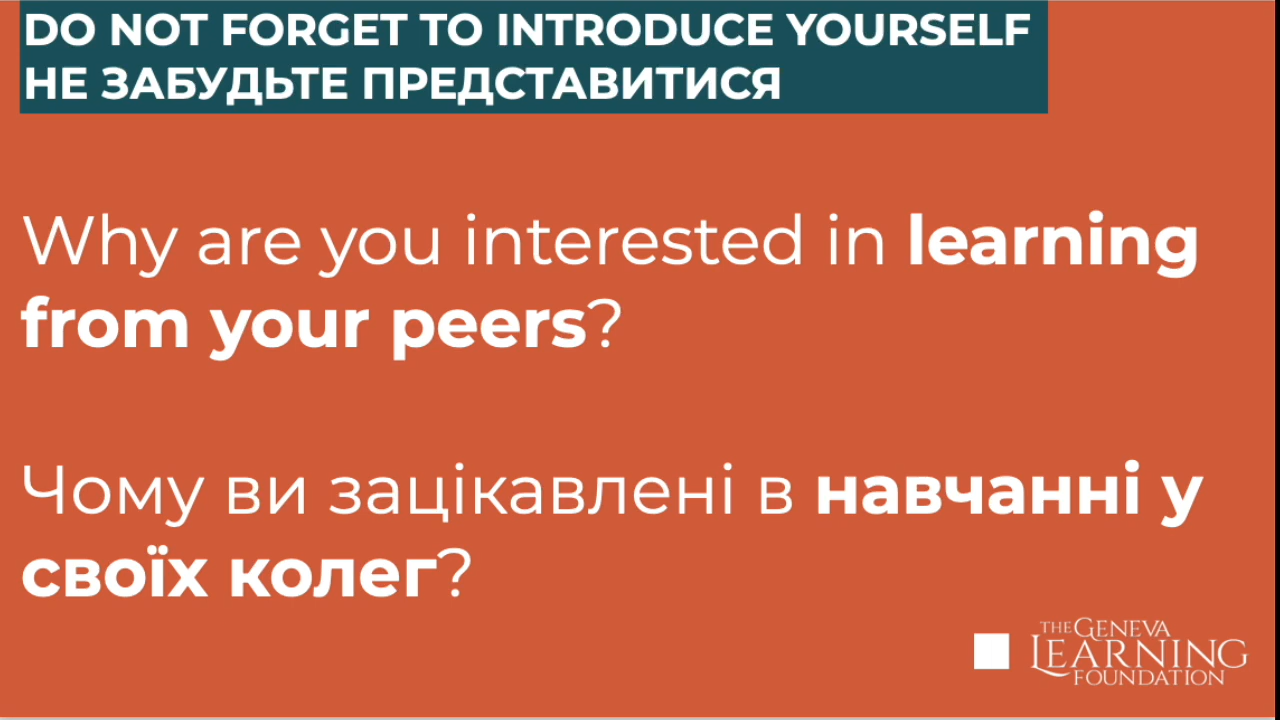 DO NOT FORGET TO INTRODUCE YOURSELF
НЕ ЗАБУДЬТЕ ПРЕДСТАВИТИСЯ
Why are you interested in learning
from your peers?
Чому ви зацікавлені в навчанні у
своїх колег?
THE GENEVA
LEARNING
FOUNDATION